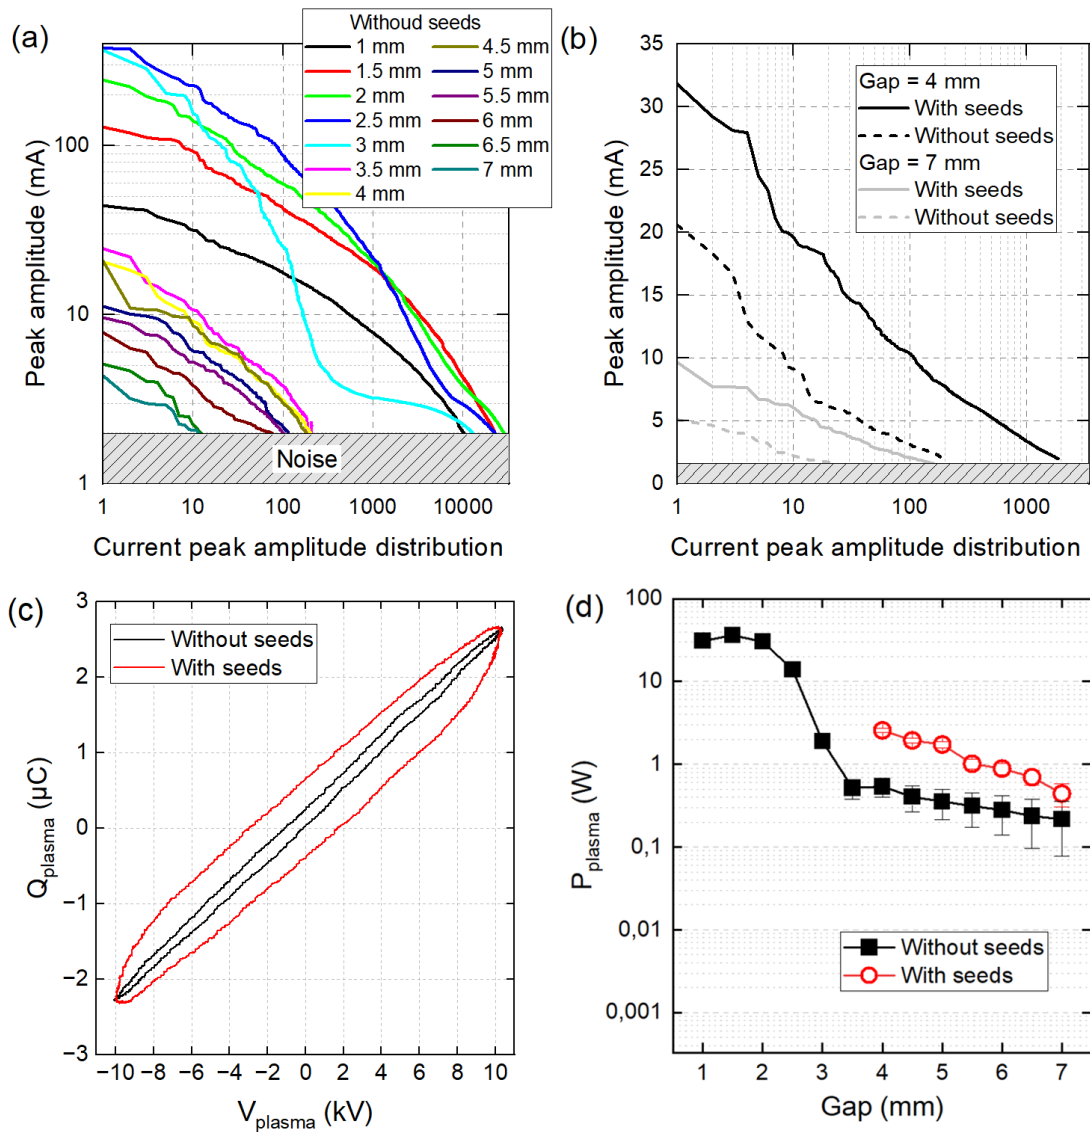 (a)
Withoud seeds
1 mm
1.5 mm
2 mm
2.5 mm
3 mm
3.5 mm
4 mm
4.5 mm
5 mm
5.5 mm
6 mm
6.5 mm
7 mm
Peak amplitude (mA)
100
10
1
Noise
1 10 100 1000 10000
Current peak amplitude distribution
(b)
Gap = 4 mm
With seeds
Without seeds
Gap = 7 mm
With seeds
Without seeds
Peak amplitude (mA)
35
30
25
20
15
10
5
0
1 10 100 1000
Current peak amplitude distribution
(c)
Without seeds
With seeds
Q_plasma (µC)
3
2
1
0
−1
−2
−3
−10 −8 −6 −4 −2 0 2 4 6 8 10
V_plasma (kV)
(d)
P_plasma (W)
100
10
1
0,1
0,01
0,001
Without seeds
With seeds
1 2 3 4 5 6 7
Gap (mm)